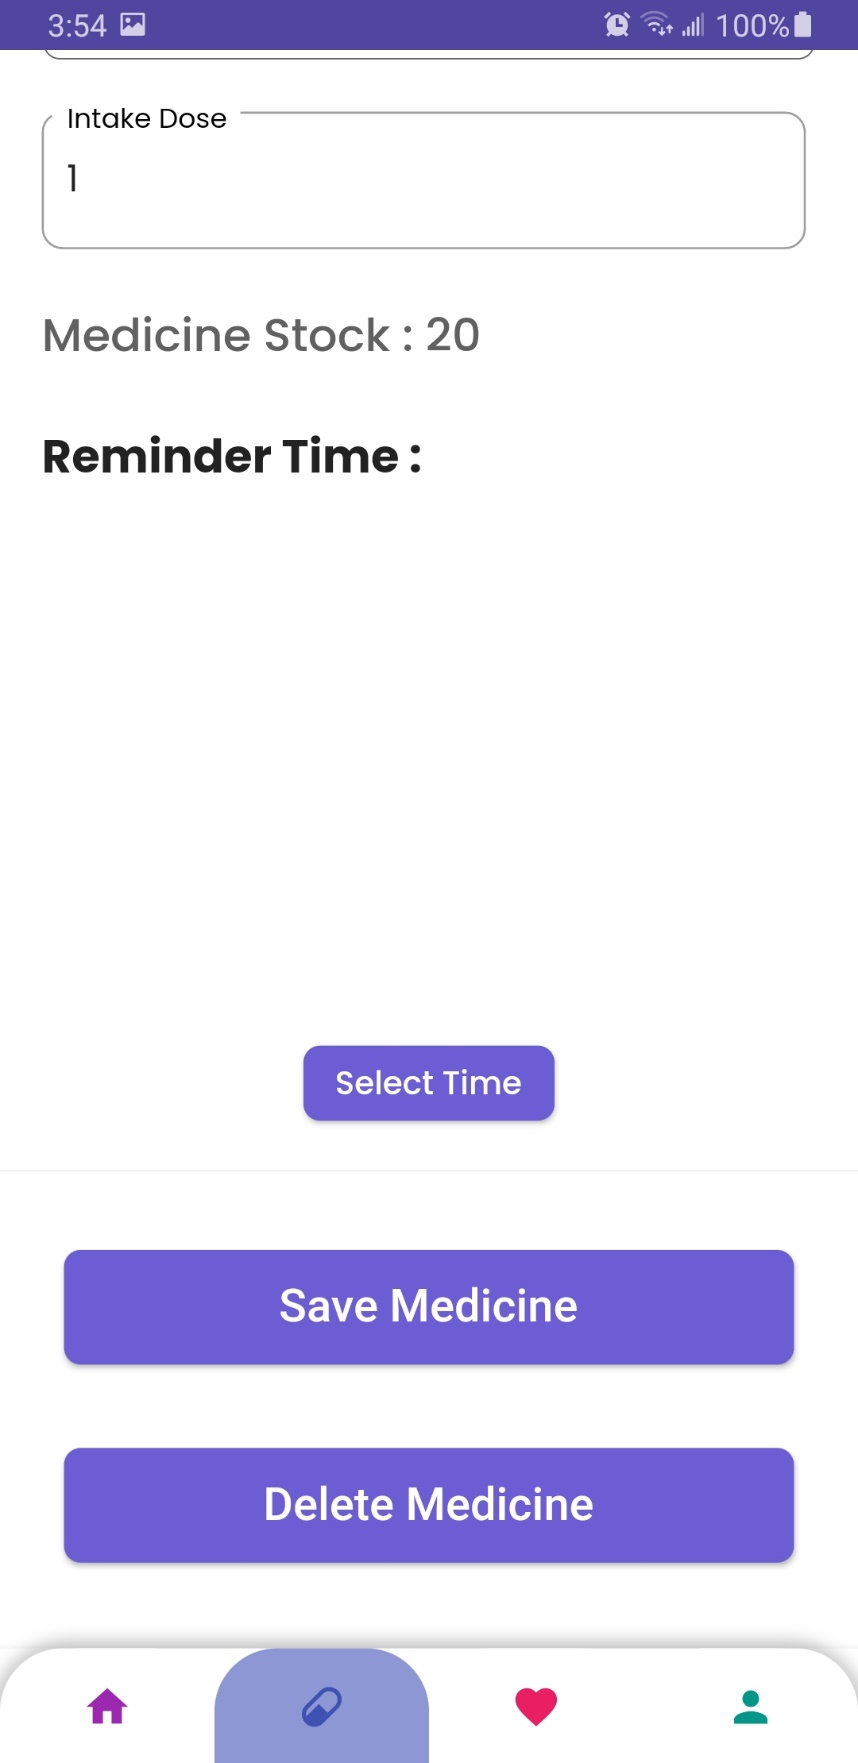 3:54 100%
Intake Dose
1
Medicine Stock : 20
Reminder Time :
Select Time
Save Medicine
Delete Medicine